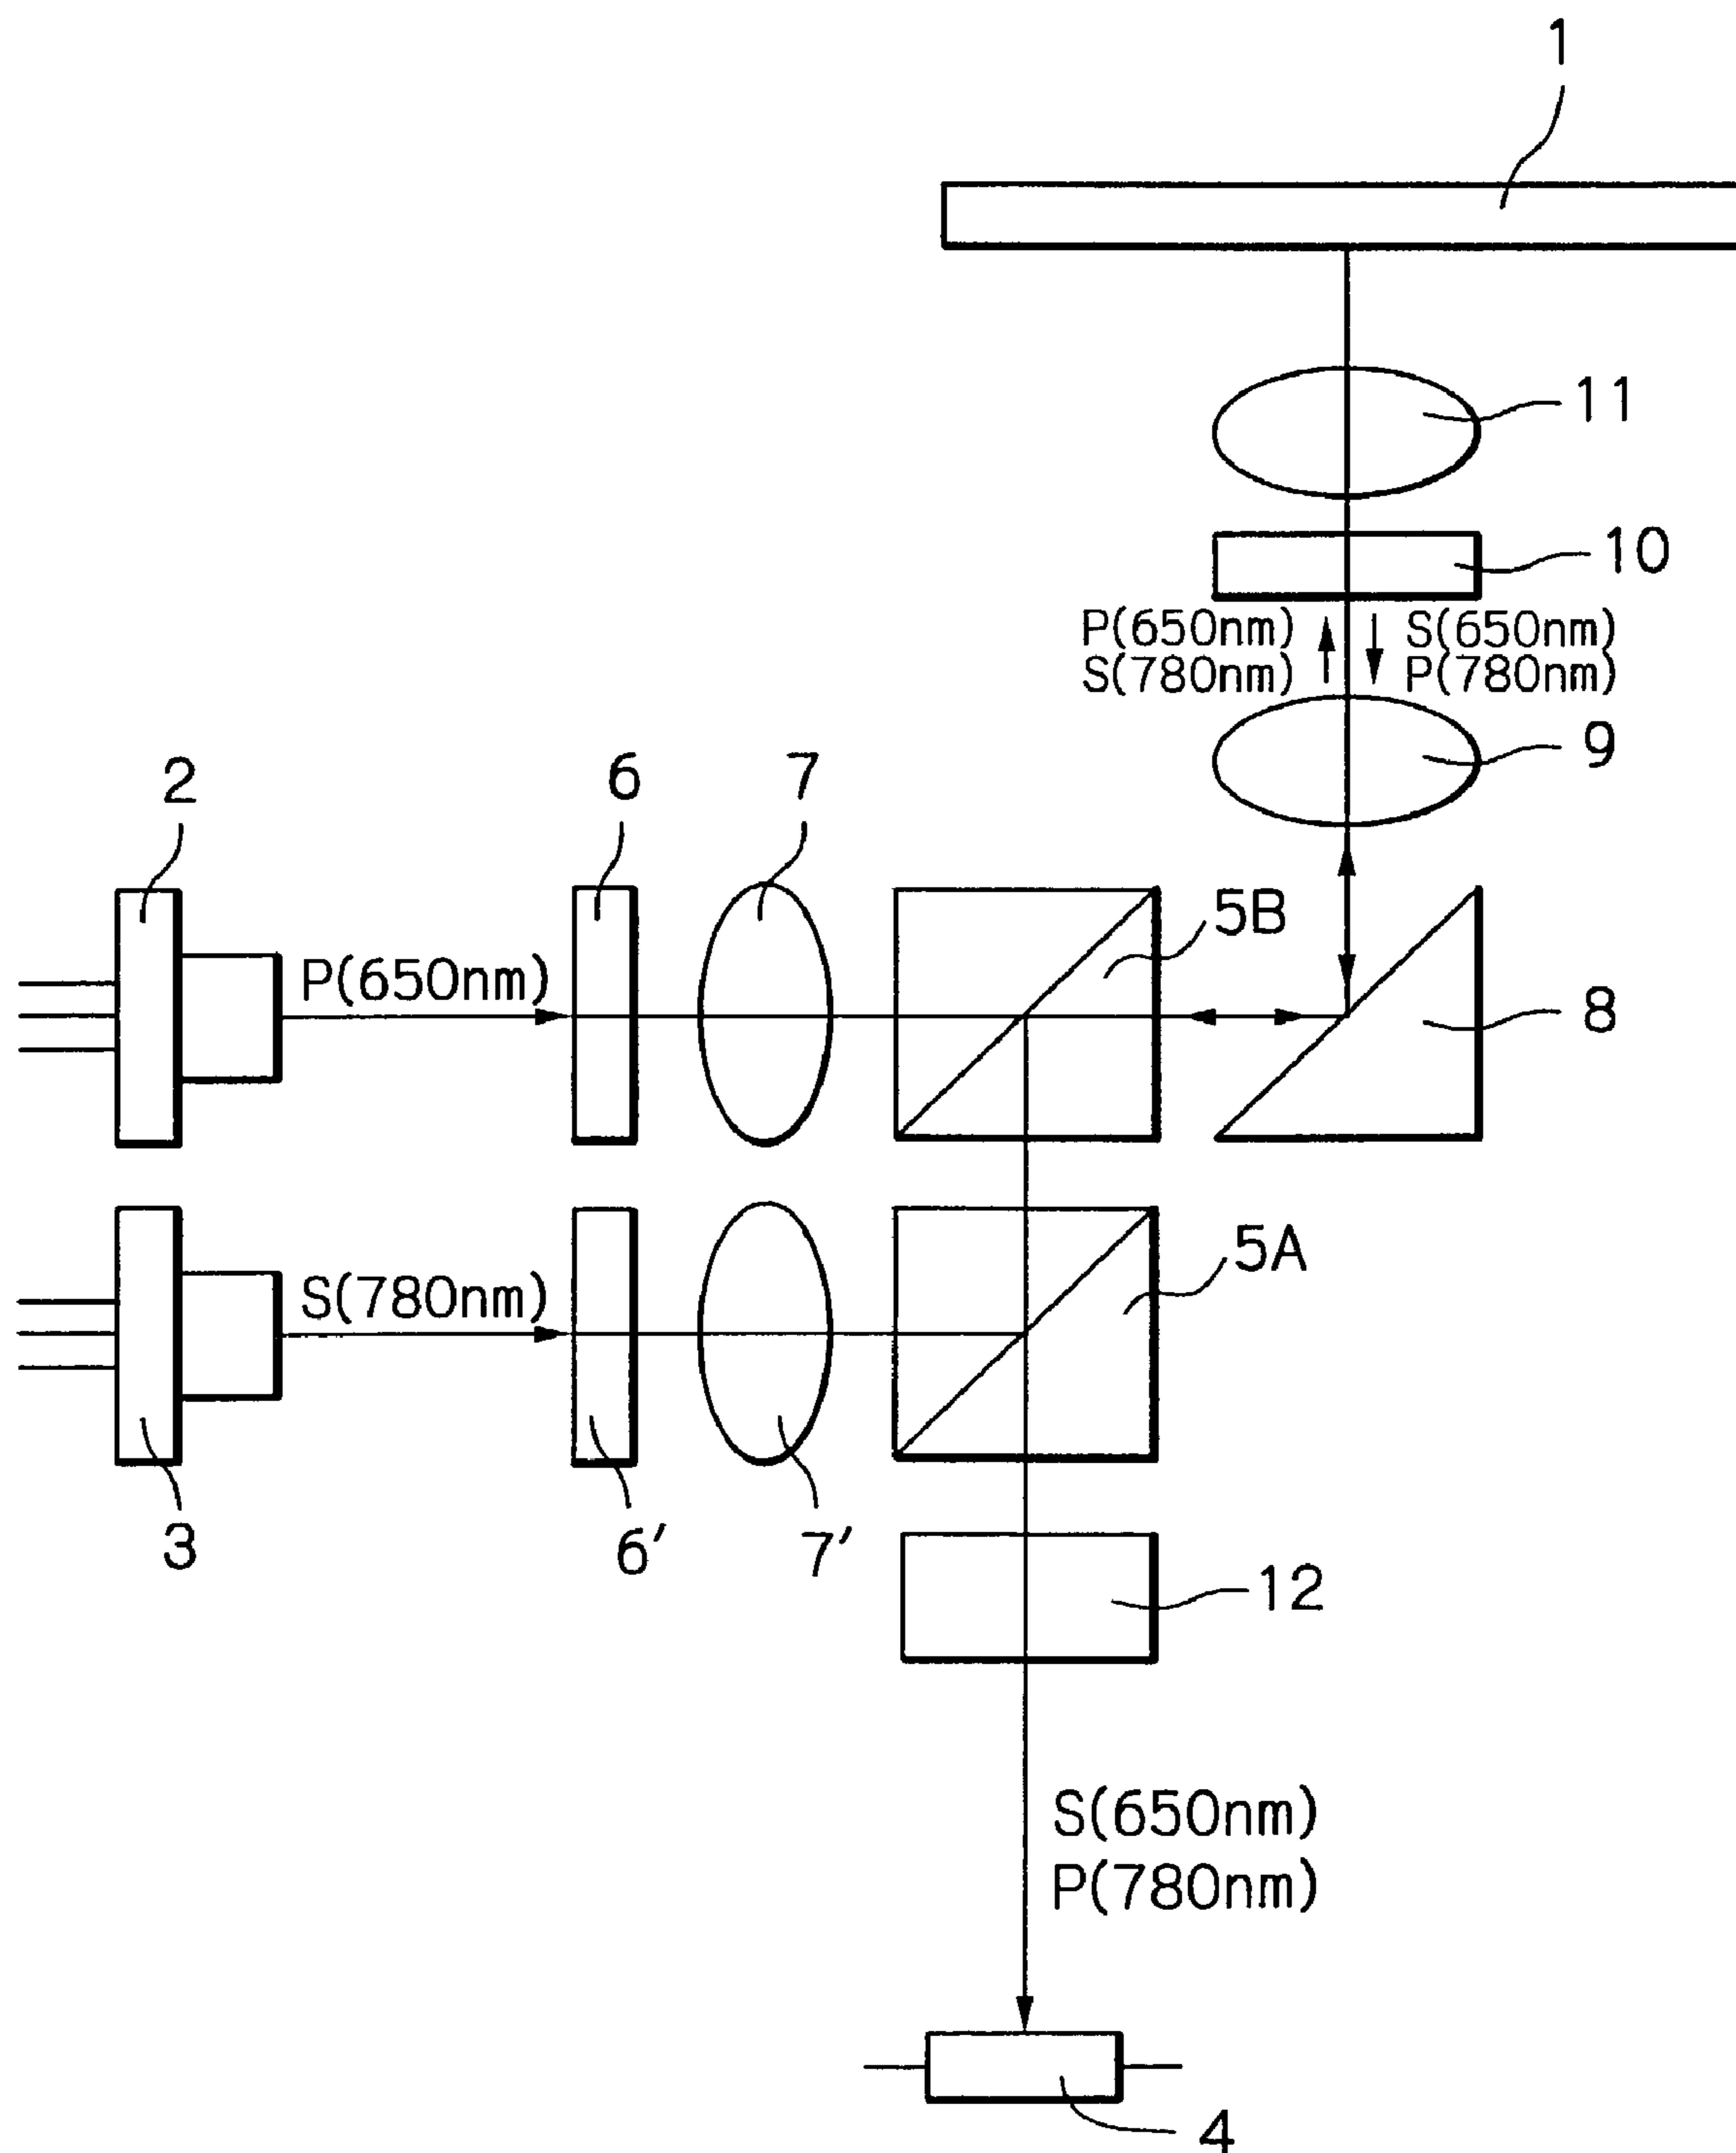 1
11
10
P(650nm) S(650nm)
S(780nm) P(780nm)
9
2
6
7
5B
P(650nm)
8
5A
S(780nm)
3
6′
7′
12
S(650nm)
P(780nm)
4